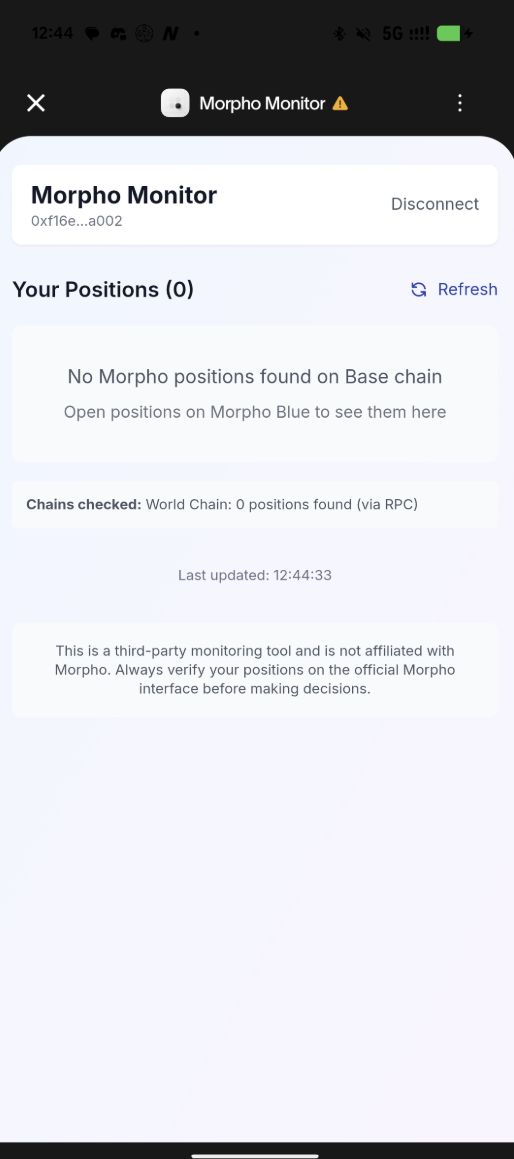 12:44
5G
Morpho Monitor
Morpho Monitor
0xf16e...a002
Disconnect
Your Positions (0)
Refresh
No Morpho positions found on Base chain
Open positions on Morpho Blue to see them here
Chains checked: World Chain: 0 positions found (via RPC)
Last updated: 12:44:33
This is a third-party monitoring tool and is not affiliated with
Morpho. Always verify your positions on the official Morpho
interface before making decisions.